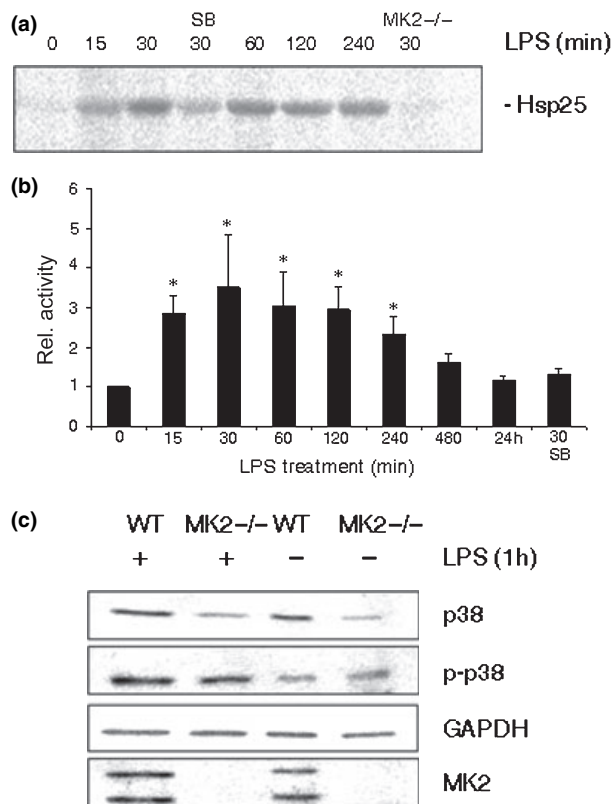 (a)
SB MK2−/−
0 15 30 30 60 120 240 30 LPS (min)
- Hsp25
(b)
6
5
4
3
2
1
0
Rel. activity
* * * * *
0 15 30 60 120 240 480 24h 30
SB
LPS treatment (min)
(c)
WT MK2−/− WT MK2−/−
+ + − − LPS (1h)
p38
p-p38
GAPDH
MK2